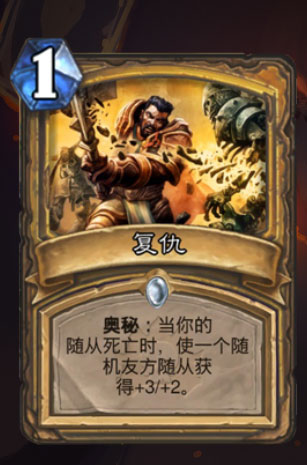 1
复仇
奥秘：当你的
随从死亡时，使一个随
机友方随从获
得+3/+2。